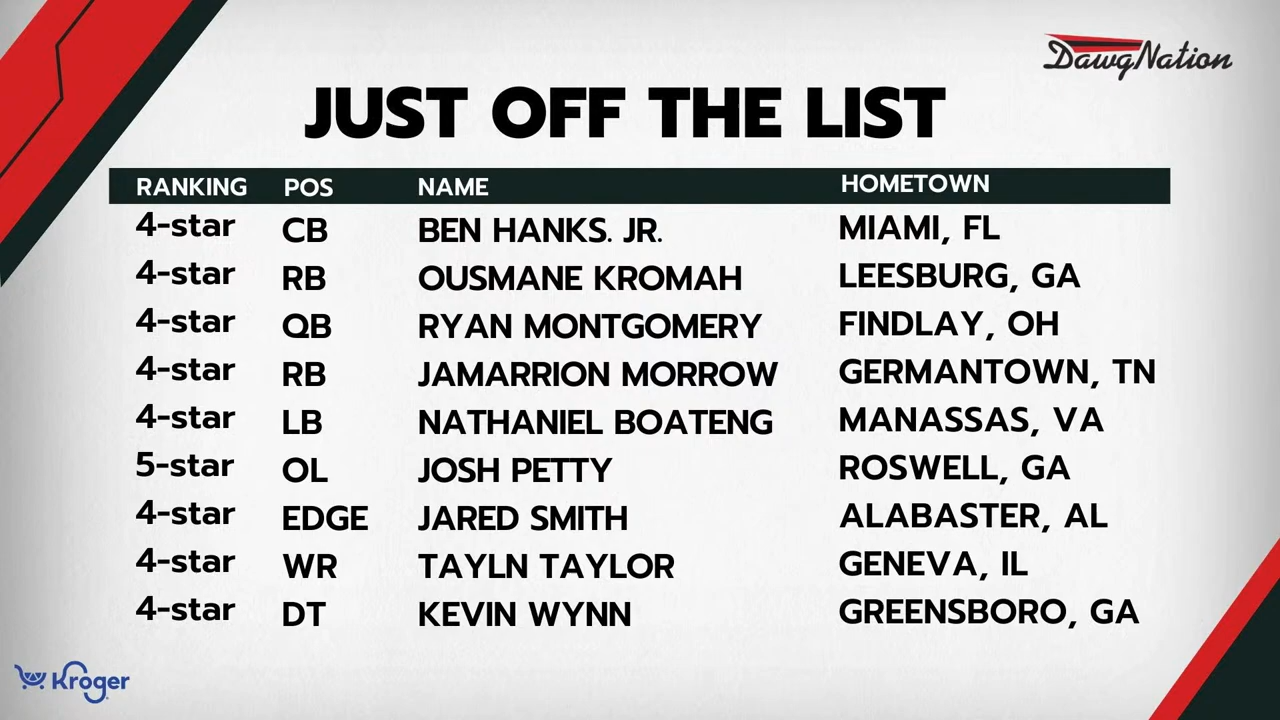 DawgNation
JUST OFF THE LIST
RANKING POS NAME HOMETOWN
4-star CB BEN HANKS. JR. MIAMI, FL
4-star RB OUSMANE KROMAH LEESBURG, GA
4-star QB RYAN MONTGOMERY FINDLAY, OH
4-star RB JAMARRION MORROW GERMANTOWN, TN
4-star LB NATHANIEL BOATENG MANASSAS, VA
5-star OL JOSH PETTY ROSWELL, GA
4-star EDGE JARED SMITH ALABASTER, AL
4-star WR TAYLN TAYLOR GENEVA, IL
4-star DT KEVIN WYNN GREENSBORO, GA
Kroger